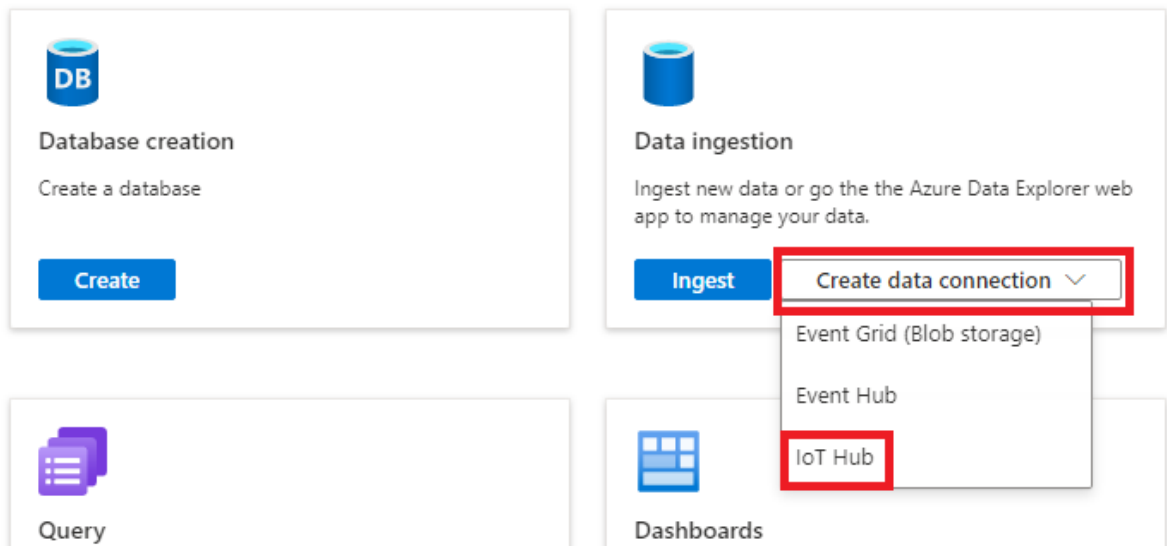 DB
Database creation
Create a database
Create
Data ingestion
Ingest new data or go the the Azure Data Explorer web
app to manage your data.
Ingest
Create data connection
Event Grid (Blob storage)
Event Hub
IoT Hub
Query
Dashboards